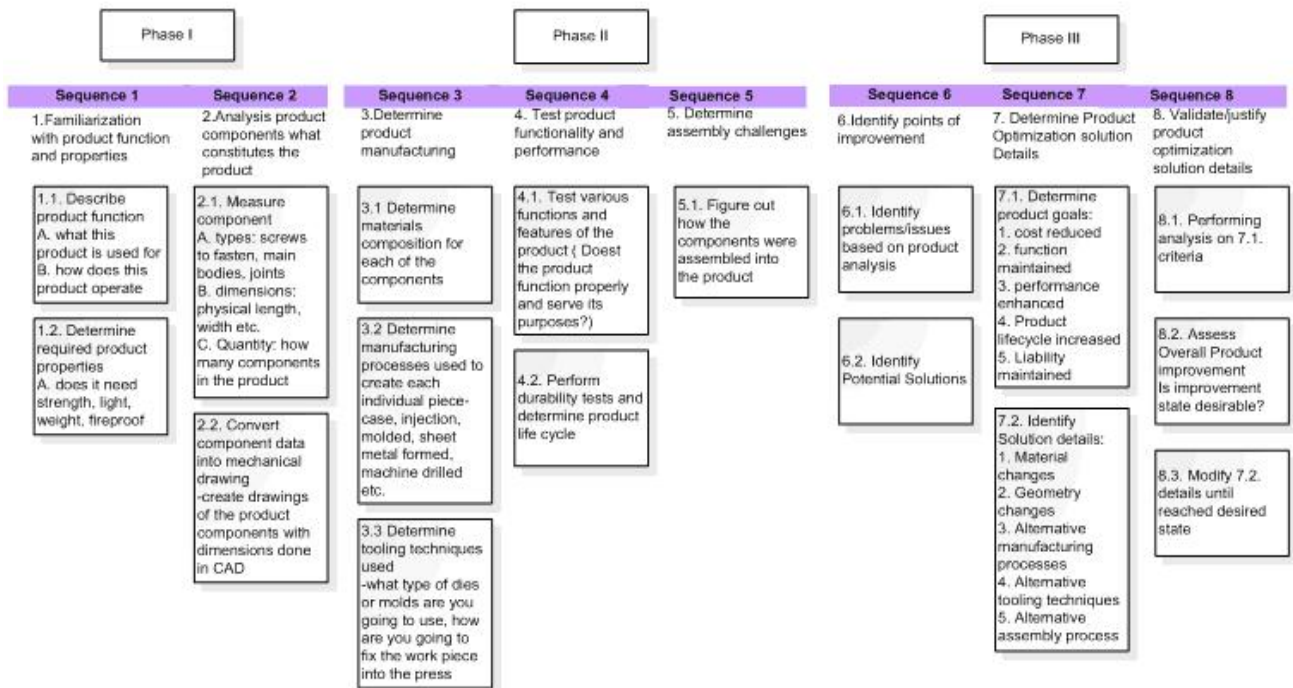 Phase I
Phase II
Phase III
Sequence 1
Sequence 2
Sequence 3
Sequence 4
Sequence 5
Sequence 6
Sequence 7
Sequence 8
1.Familiarization
with product function
and properties
1.1. Describe
product function
A. what this
product is used for
B. how does this
product operate
1.2. Determine
required product
properties
A. does it need
strength, light,
weight, fireproof
2.Analysis product
components what
constitutes the
product
2.1. Measure
component
A. types: screws
to fasten, main
bodies, joints
B. dimensions:
physical length,
width etc.
C. Quantity: how
many components
in the product
2.2. Convert
component data
into mechanical
drawing
-create drawings
of the product
components with
dimensions done
in CAD
3.Determine
product
manufacturing
3.1 Determine
materials
composition for
each of the
components
3.2 Determine
manufacturing
processes used to
create each
individual piece-
case, injection,
molded, sheet
metal formed,
machine drilled
etc.
3.3 Determine
tooling techniques
used
-what type of dies
or molds are you
going to use, how
are you going to
fix the work piece
into the press
4. Test product
functionality and
performance
4.1. Test various
functions and
features of the
product ( Doest
the product
function properly
and serve its
purposes?)
4.2. Perform
durability tests and
determine product
life cycle
5. Determine
assembly challenges
5.1. Figure out
how the
components were
assembled into
the product
6.Identify points of
improvement
6.1. Identify
problems/issues
based on product
analysis
6.2. Identify
Potential Solutions
7. Determine Product
Optimization solution
Details
7.1. Determine
product goals:
1. cost reduced
2. function
maintained
3. performance
enhanced
4. Product
lifecycle increased
5. Liability
maintained
7.2. Identify
Solution details:
1. Material
changes
2. Geometry
changes
3. Alternative
manufacturing
processes
4. Alternative
tooling techniques
5. Alternative
assembly process
8. Validate/justify
product
optimization
solution details
8.1. Performing
analysis on 7.1.
criteria
8.2. Assess
Overall Product
improvement
Is improvement
state desirable?
8.3. Modify 7.2.
details until
reached desired
state